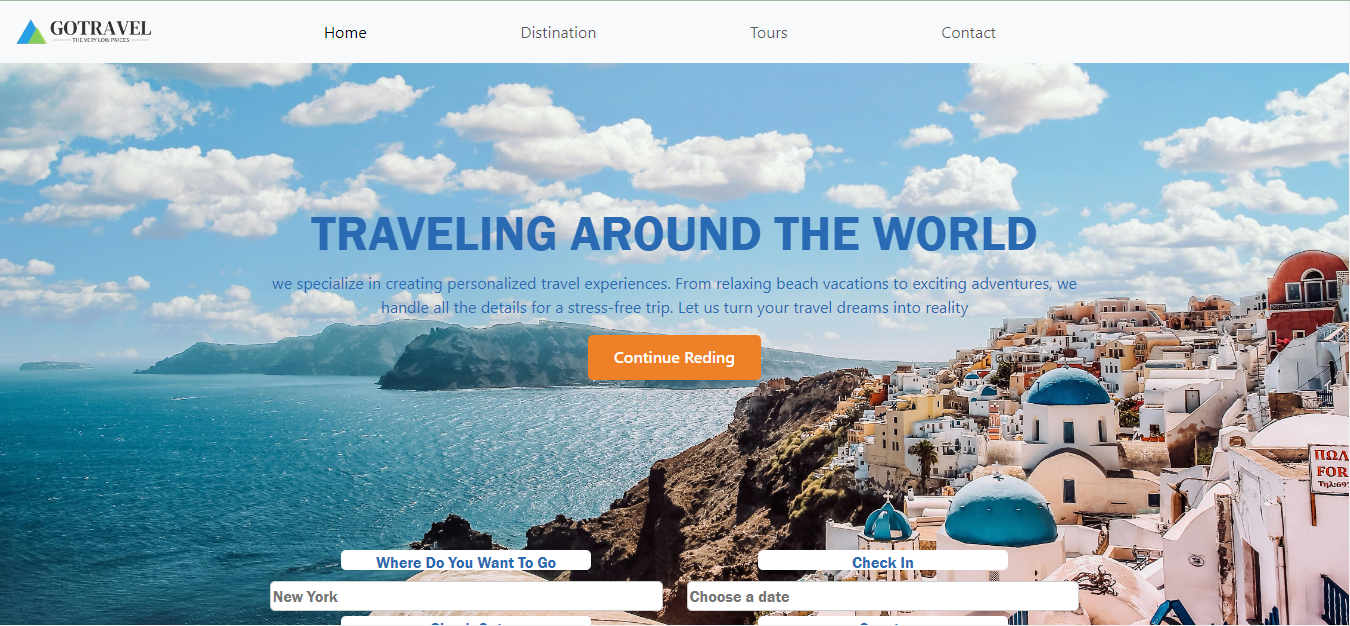 GOTRAVEL
THE VERY LOW PRICES
Home
Distination
Tours
Contact
TRAVELING AROUND THE WORLD
we specialize in creating personalized travel experiences. From relaxing beach vacations to exciting adventures, we
handle all the details for a stress-free trip. Let us turn your travel dreams into reality
Continue Reding
ΠΩΛ
FOR
Τηλ:697
Where Do You Want To Go
Check In
New York
Choose a date